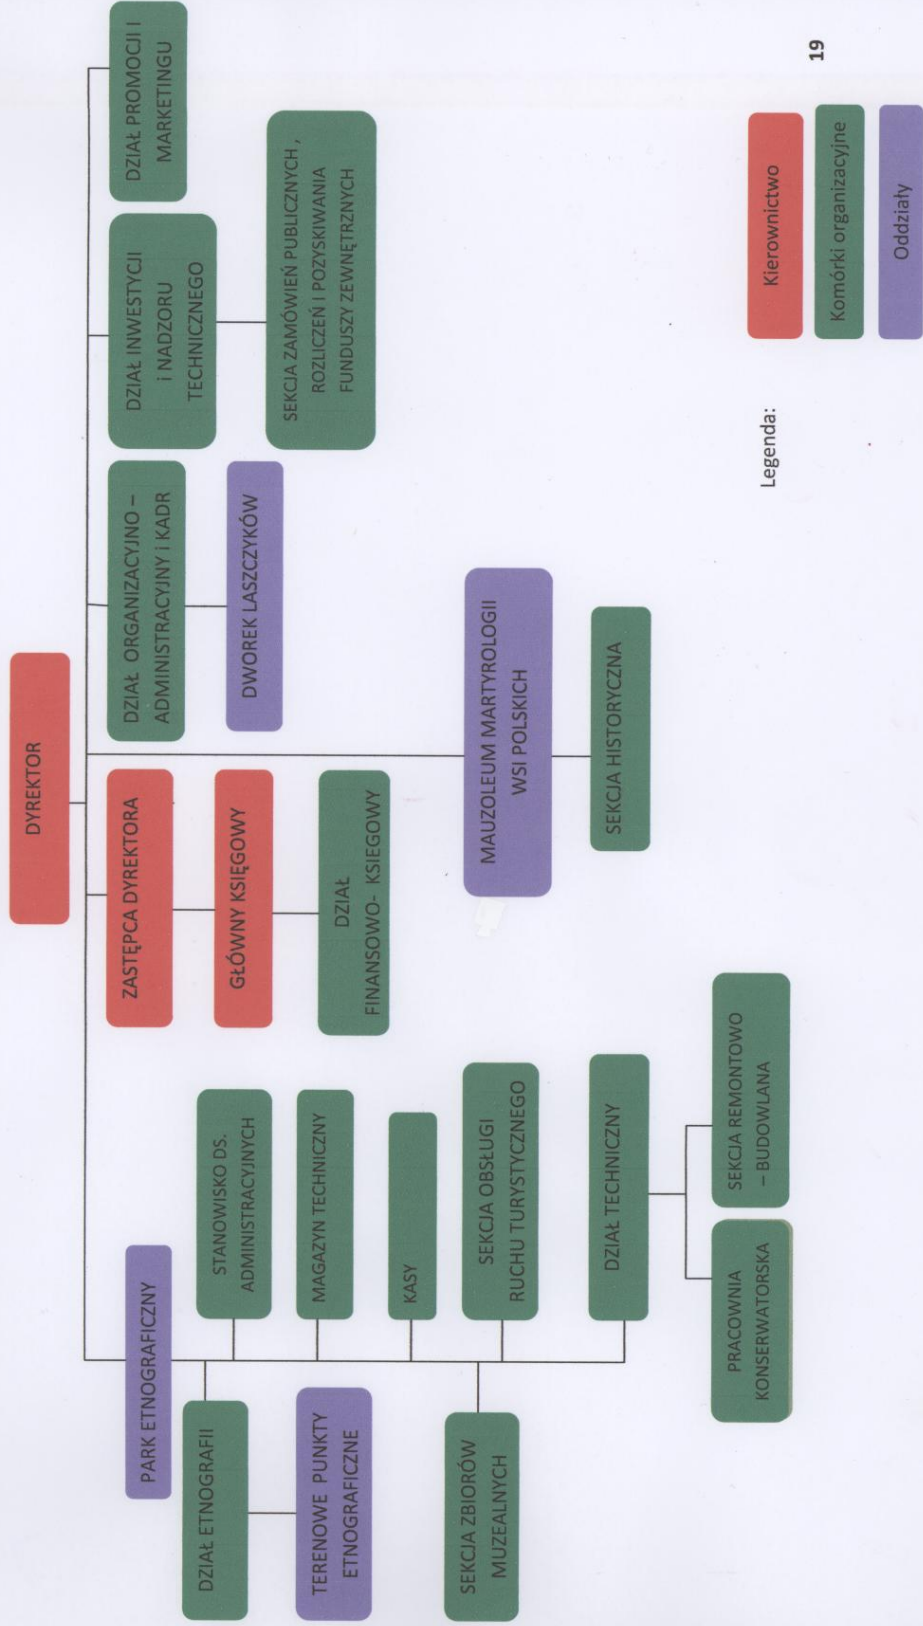 DYREKTOR
PARK ETNOGRAFICZNY
DZIAŁ ETNOGRAFII
TERENOWE PUNKTY
ETNOGRAFICZNE
SEKCJA ZBIORÓW
MUZEALNYCH
STANOWISKO DS.
ADMINISTRACYJNYCH
MAGAZYN TECHNICZNY
KASY
SEKCJA OBSŁUGI
RUCHU TURYSTYCZNEGO
DZIAŁ TECHNICZNY
PRACOWNIA
KONSERWATORSKA
SEKCJA REMONTOWO
– BUDOWLANA
ZASTĘPCA DYREKTORA
GŁÓWNY KSIĘGOWY
DZIAŁ
FINANSOWO- KSIEGOWY
MAUZOLEUM MARTYROLOGII
WSI POLSKICH
SEKCJA HISTORYCZNA
DZIAŁ ORGANIZACYJNO –
ADMINISTRACYJNY i KADR
DWOREK LASZCZYKÓW
DZIAŁ INWESTYCJI
i NADZORU
TECHNICZNEGO
SEKCJA ZAMÓWIEŃ PUBLICZNYCH ,
ROZLICZEŃ I POZYSKIWANIA
FUNDUSZY ZEWNĘTRZNYCH
DZIAŁ PROMOCJI I
MARKETINGU
Legenda:
Kierownictwo
Komórki organizacyjne
Oddziały
19